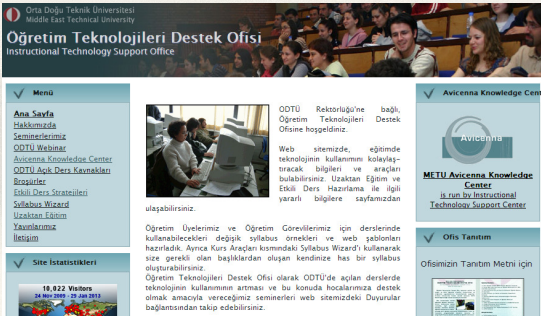 Orta Doğu Teknik Üniversitesi
Middle East Technical University
Öğretim Teknolojileri Destek Ofisi
Instructional Technology Support Office
Menü
Ana Sayfa
Hakkımızda
Seminerlerimiz
ODTÜ Webinar
Avicenna Knowledge Center
ODTÜ Açık Ders Kaynakları
Broşürler
Etkili Ders Stratejileri
Syllabus Wizard
Uzaktan Eğitim
Yayınlarımız
İletişim
Site İstatistikleri
10,022 Visitors
24 Nov 2009 - 29 Jan 2013
ODTÜ Rektörlüğü'ne bağlı,
Öğretim Teknolojileri Destek
Ofisine hoşgeldiniz.
Web sitemizde, eğitimde
teknolojinin kullanımını kolaylaş-
tıracak bilgileri ve araçları
bulabilirsiniz. Uzaktan Eğitim ve
Etkili Ders Hazırlama ile ilgili
yararlı bilgilere sayfamızdan
ulaşabilirsiniz.
Öğretim Üyelerimiz ve Öğretim Görevlilerimiz için derslerinde
kullanabilecekleri değişik syllabus örnekleri ve web şablonları
hazırladık. Ayrıca Kurs Araçları kısmındaki Syllabus Wizard'ı kullanarak
size gerekli olan başlıklardan oluşan kendinize has bir syllabus
oluşturabilirsiniz.
Öğretim Teknolojileri Destek Ofisi olarak ODTÜ'de açılan derslerde
teknolojinin kullanımının artması ve bu konuda hocalarımıza destek
olmak amacıyla vereceğimiz seminerleri web sitemizdeki Duyurular
bağlantısından takip edebilirsiniz.
Avicenna Knowledge Cent
Avicenna
METU Avicenna Knowledge
Center
is run by Instructional
Technology Support Center
Ofis Tanıtım
Ofisimizin Tanıtım Metni için